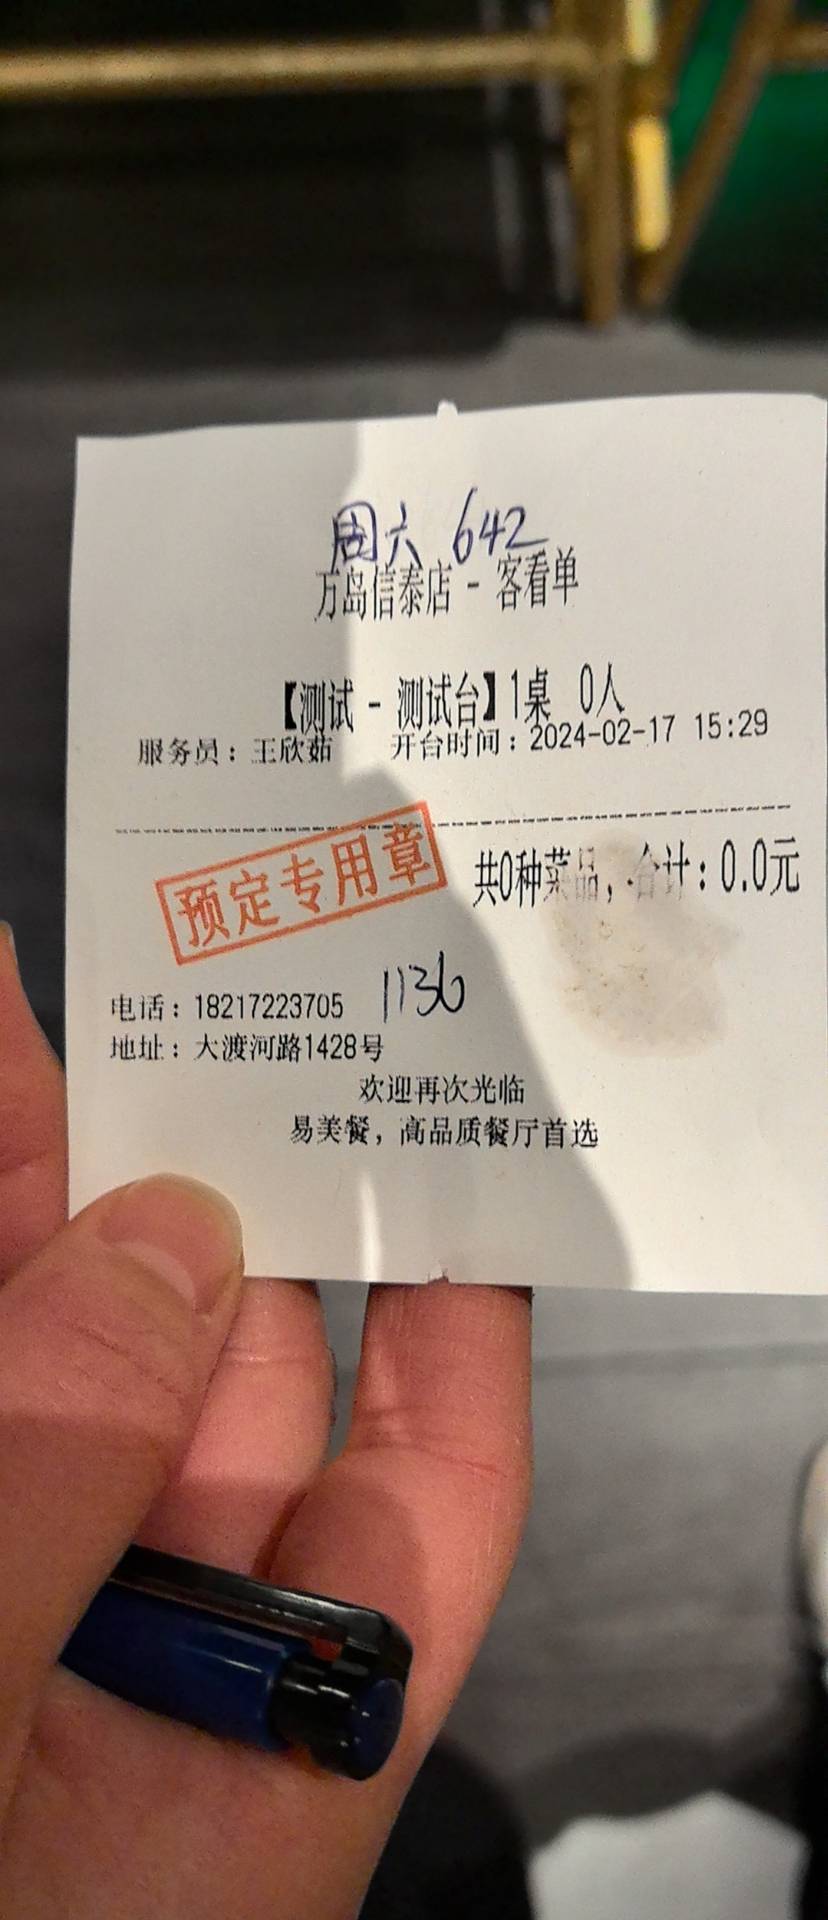 周六 642
万岛信泰店 - 客看单
【测试 - 测试台】1桌 0人
服务员：王欣茹 开台时间：2024-02-17 15:29
预定专用章
共0种菜品，合计：0.0元
电话：18217223705 1136
地址：大渡河路1428号
欢迎再次光临
易美餐，高品质餐厅首选